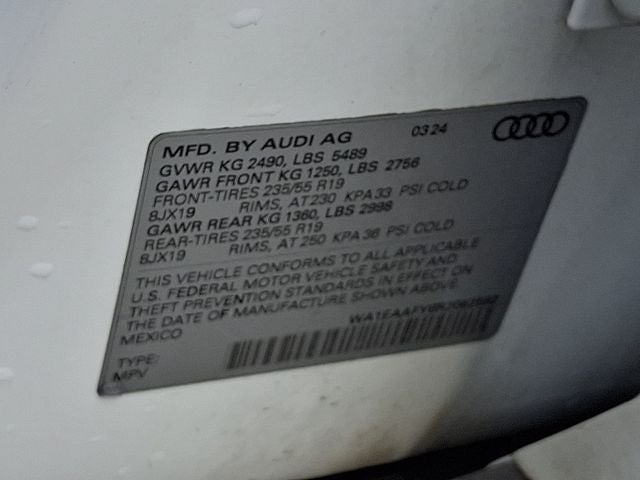 MFD. BY AUDI AG 03 24
GVWR KG 2490, LBS 5489
GAWR FRONT KG 1250, LBS 2756
FRONT-TIRES 235/55 R19
8JX19 RIMS, AT 230 KPA 33 PSI COLD
GAWR REAR KG 1360, LBS 2998
REAR-TIRES 235/55 R19
8JX19 RIMS, AT 250 KPA 36 PSI COLD
THIS VEHICLE CONFORMS TO ALL APPLICABLE
U.S. FEDERAL MOTOR VEHICLE SAFETY AND
THEFT PREVENTION STANDARDS IN EFFECT ON
THE DATE OF MANUFACTURE SHOWN ABOVE
MEXICO
TYPE:
MPV